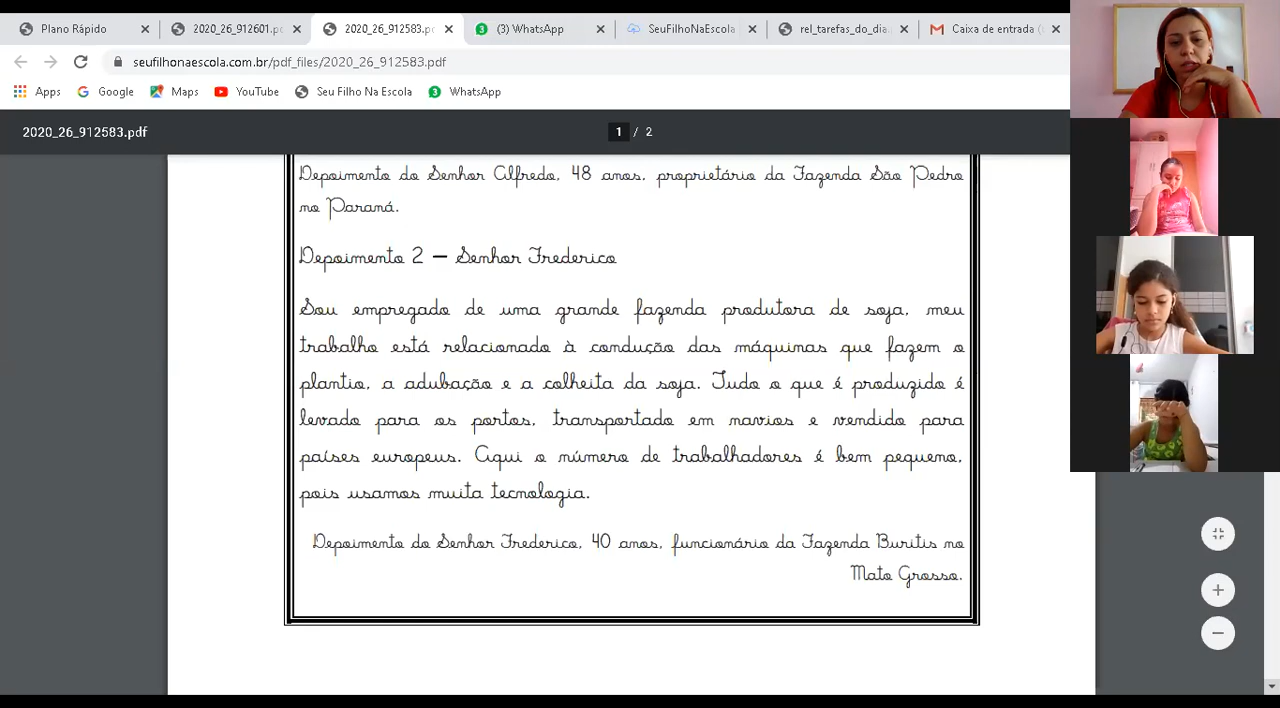 Plano Rápido
2020_26_912601.p
2020_26_912583.p
(3) WhatsApp
SeuFilhoNaEscola
rel_tarefas_do_dia.
Caixa de entrada (
seufilhonaescola.com.br/pdf_files/2020_26_912583.pdf
Apps
Google
Maps
YouTube
Seu Filho Na Escola
WhatsApp
2020_26_912583.pdf
1 / 2
Depoimento do Senhor Alfredo, 48 anos, proprietário da Fazenda São Pedro
no Paraná.
Depoimento 2 – Senhor Frederico
Sou empregado de uma grande fazenda produtora de soja, meu
trabalho está relacionado à condução das máquinas que fazem o
plantio, a adubação e a colheita da soja. Tudo o que é produzido é
levado para os portos, transportado em navios e vendido para
países europeus. Aqui o número de trabalhadores é bem pequeno,
pois usamos muita tecnologia.
Depoimento do Senhor Frederico, 40 anos, funcionário da Fazenda Buritis no
Mato Grosso.